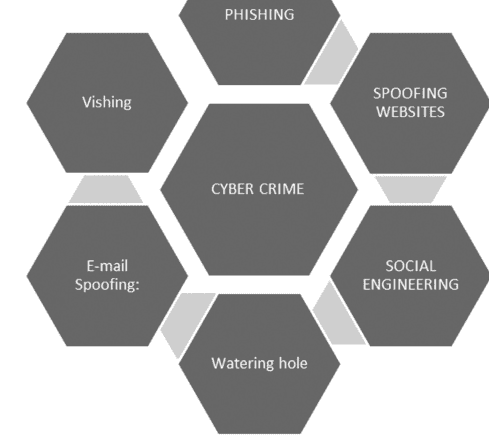 PHISHING
Vishing
SPOOFING
WEBSITES
CYBER CRIME
E-mail
Spoofing:
SOCIAL
ENGINEERING
Watering hole